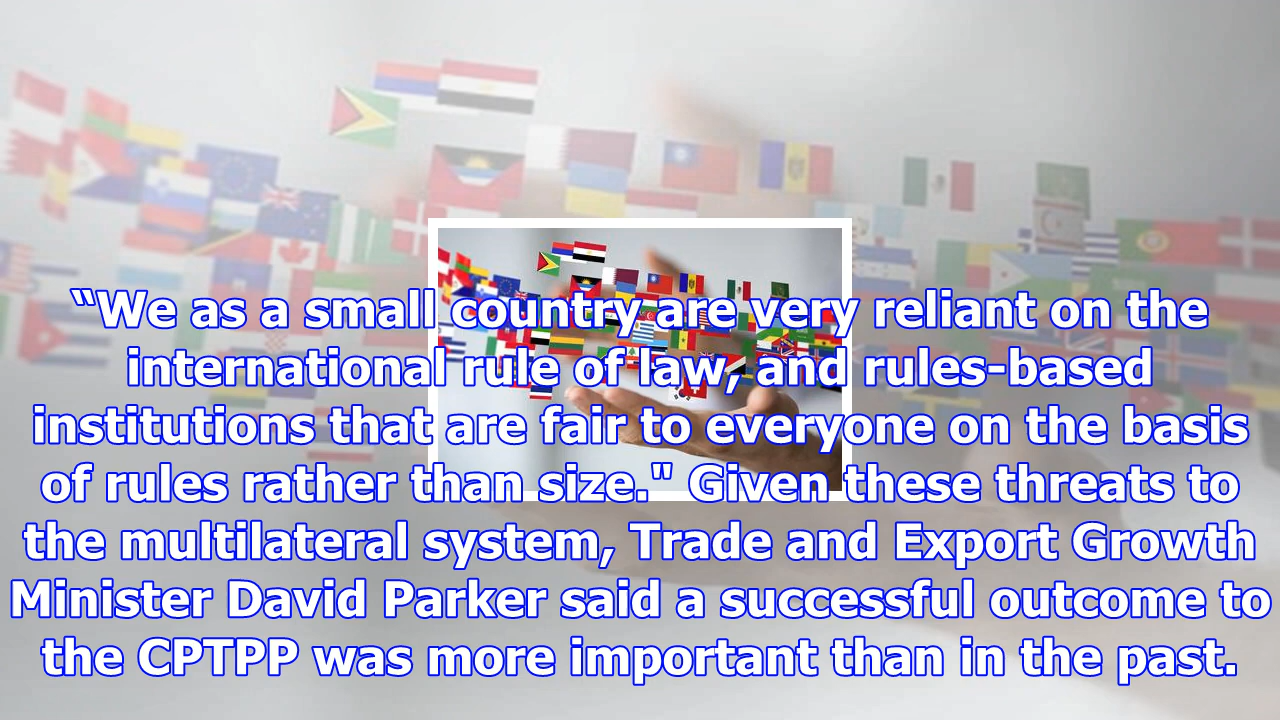 “We as a small country are very reliant on the
international rule of law, and rules-based
institutions that are fair to everyone on the basis
of rules rather than size." Given these threats to
the multilateral system, Trade and Export Growth
Minister David Parker said a successful outcome to
the CPTPP was more important than in the past.